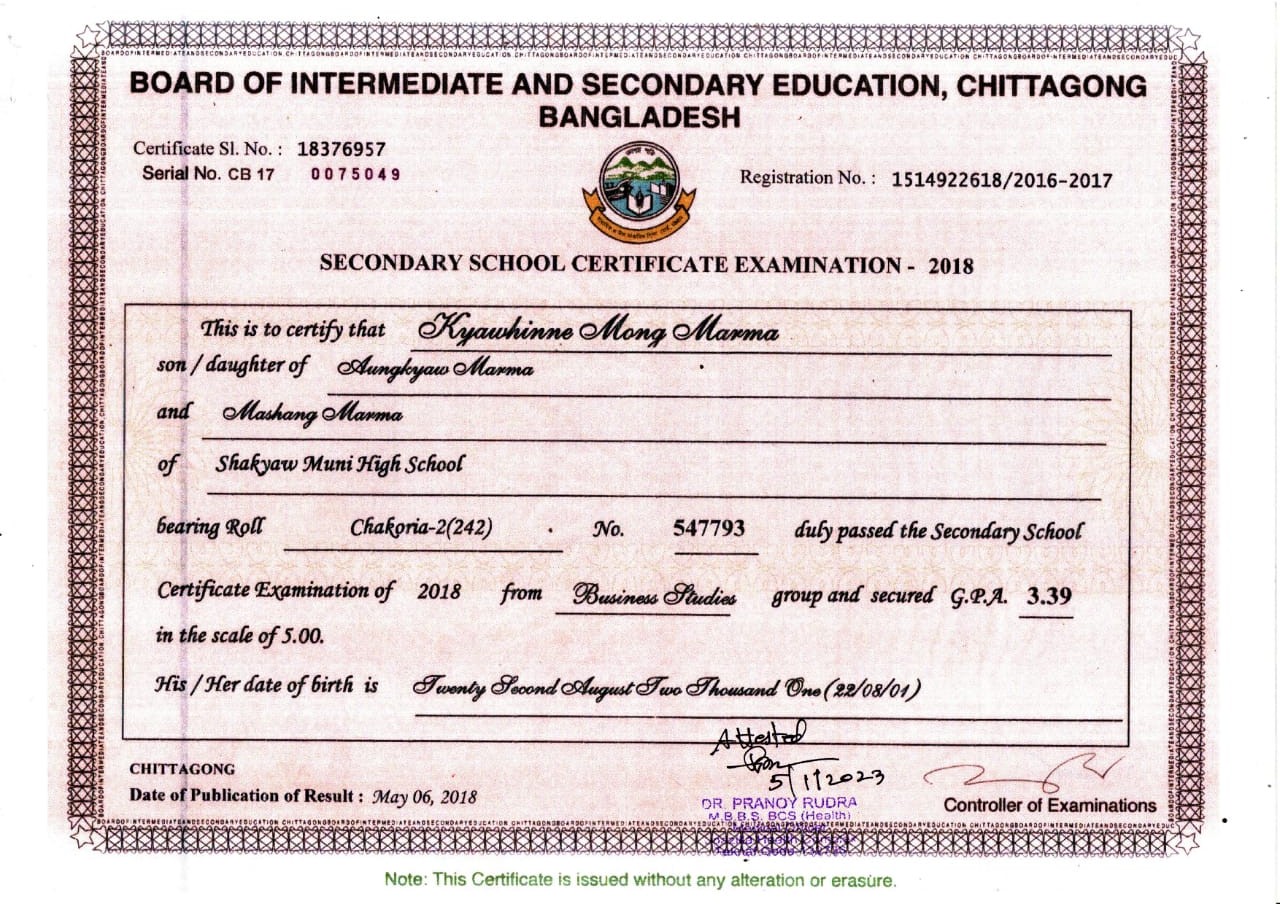 BOARD OF INTERMEDIATE AND SECONDARY EDUCATION, CHITTAGONG
BANGLADESH
Certificate Sl. No. : 18376957
Serial No. CB 17 0075049
Registration No. : 1514922618/2016-2017
SECONDARY SCHOOL CERTIFICATE EXAMINATION - 2018
This is to certify that Kyawhinne Mong Marma
son / daughter of Aungkyaw Marma
and Mashang Marma
of Shakyaw Muni High School
bearing Roll Chakoria-2(242) No. 547793 duly passed the Secondary School
Certificate Examination of 2018 from Business Studies group and secured G.P.A. 3.39
in the scale of 5.00.
His / Her date of birth is Twenty Second August Two Thousand One (22/08/01)
Attested
5/1/2023
CHITTAGONG
Date of Publication of Result : May 06, 2018
DR. PRANOY RUDRA
M.B.B.S. BCS (Health)
Controller of Examinations
Note: This Certificate is issued without any alteration or erasure.